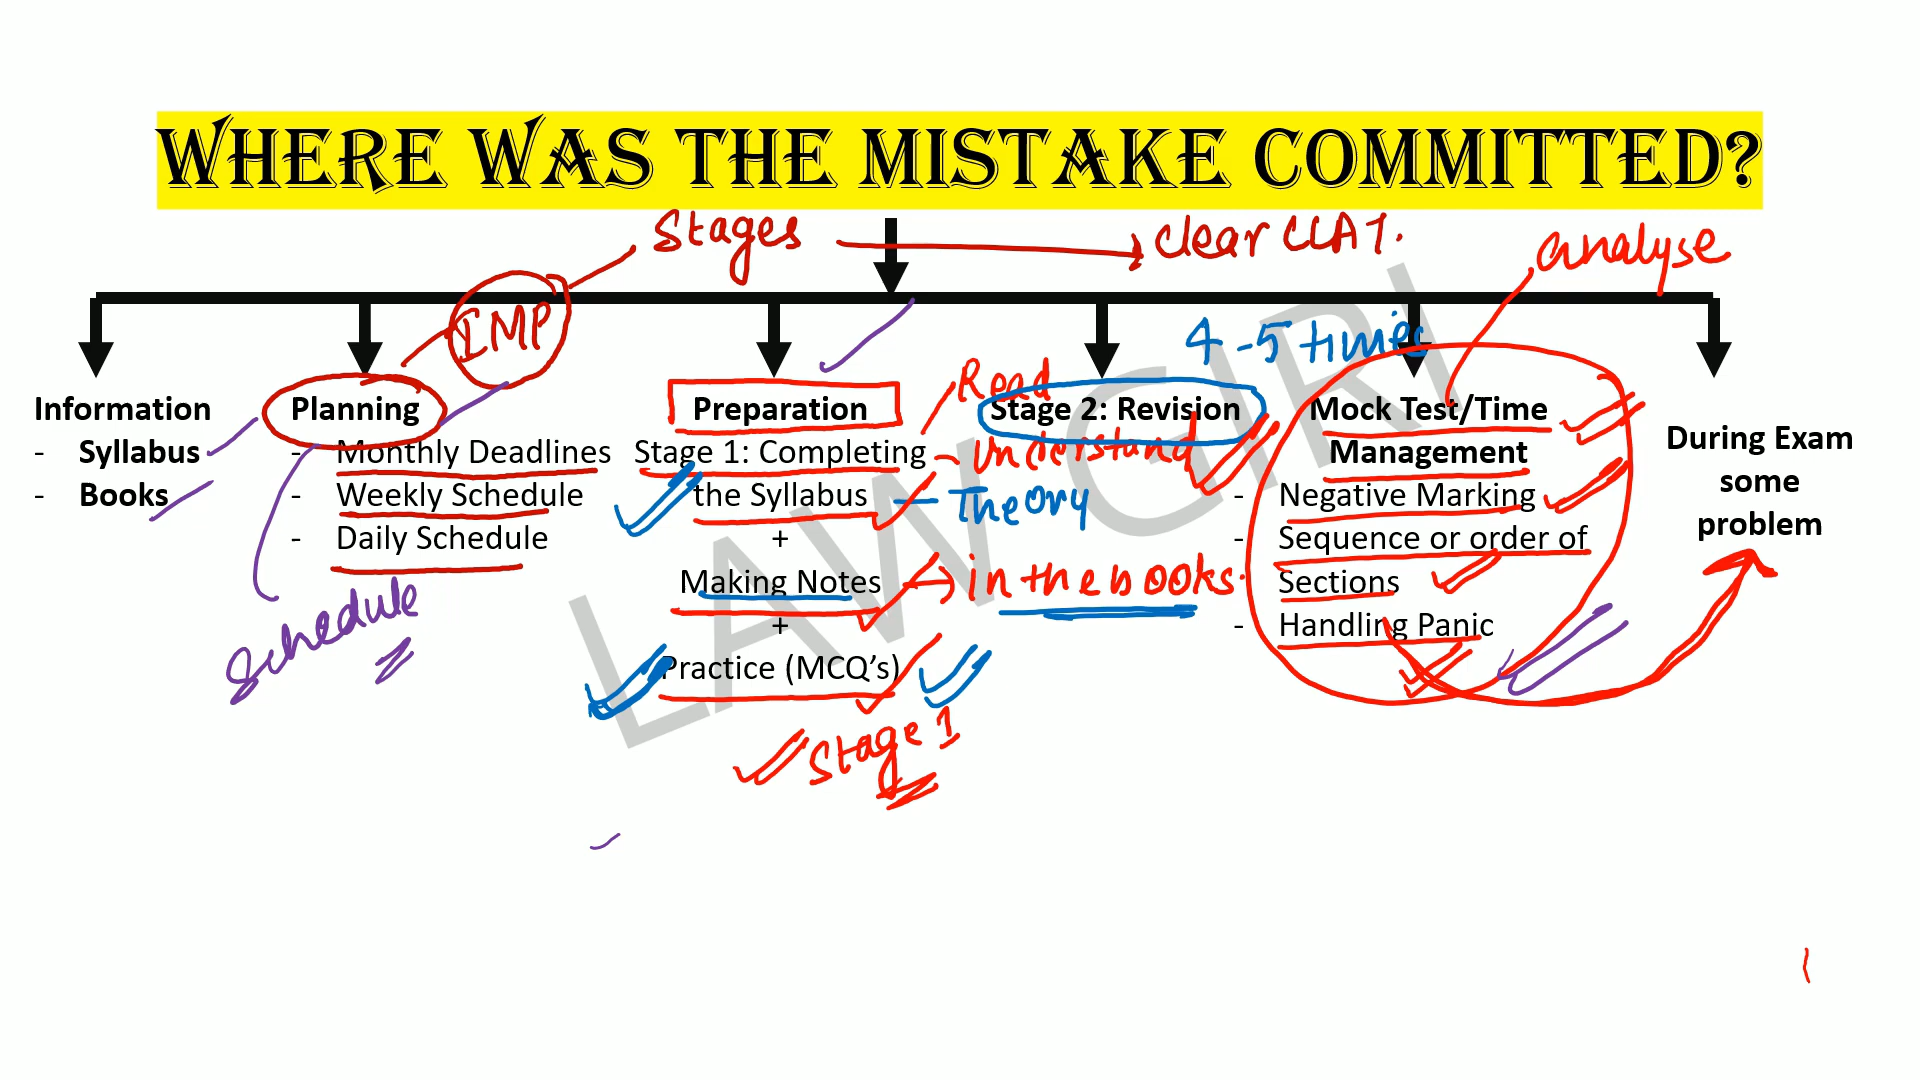 WHERE WAS THE MISTAKE COMMITTED?
Stages
clear CLAT.
analyse
IMP
4-5 times
Information
- Syllabus
- Books
Planning
- Monthly Deadlines
- Weekly Schedule
- Daily Schedule
Schedule
Preparation
Stage 1: Completing
the Syllabus
+
Making Notes
+
Practice (MCQ's)
Stage 1
Read
Understand
Theory
in the books.
Stage 2: Revision
Mock Test/Time
Management
- Negative Marking
- Sequence or order of
Sections
- Handling Panic
During Exam
some
problem
LAW GIRI